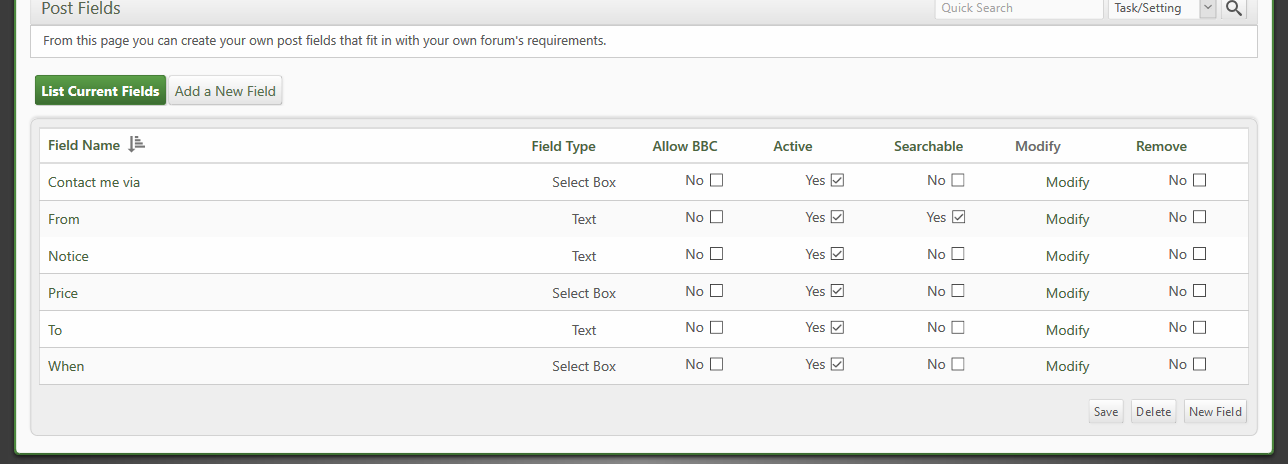 Post Fields Quick Search Task/Setting
From this page you can create your own post fields that fit in with your own forum's requirements.
List Current Fields Add a New Field
Field Name Field Type Allow BBC Active Searchable Modify Remove
Contact me via Select Box No Yes No Modify No
From Text No Yes Yes Modify No
Notice Text No Yes No Modify No
Price Select Box No Yes No Modify No
To Text No Yes No Modify No
When Select Box No Yes No Modify No
Save Delete New Field